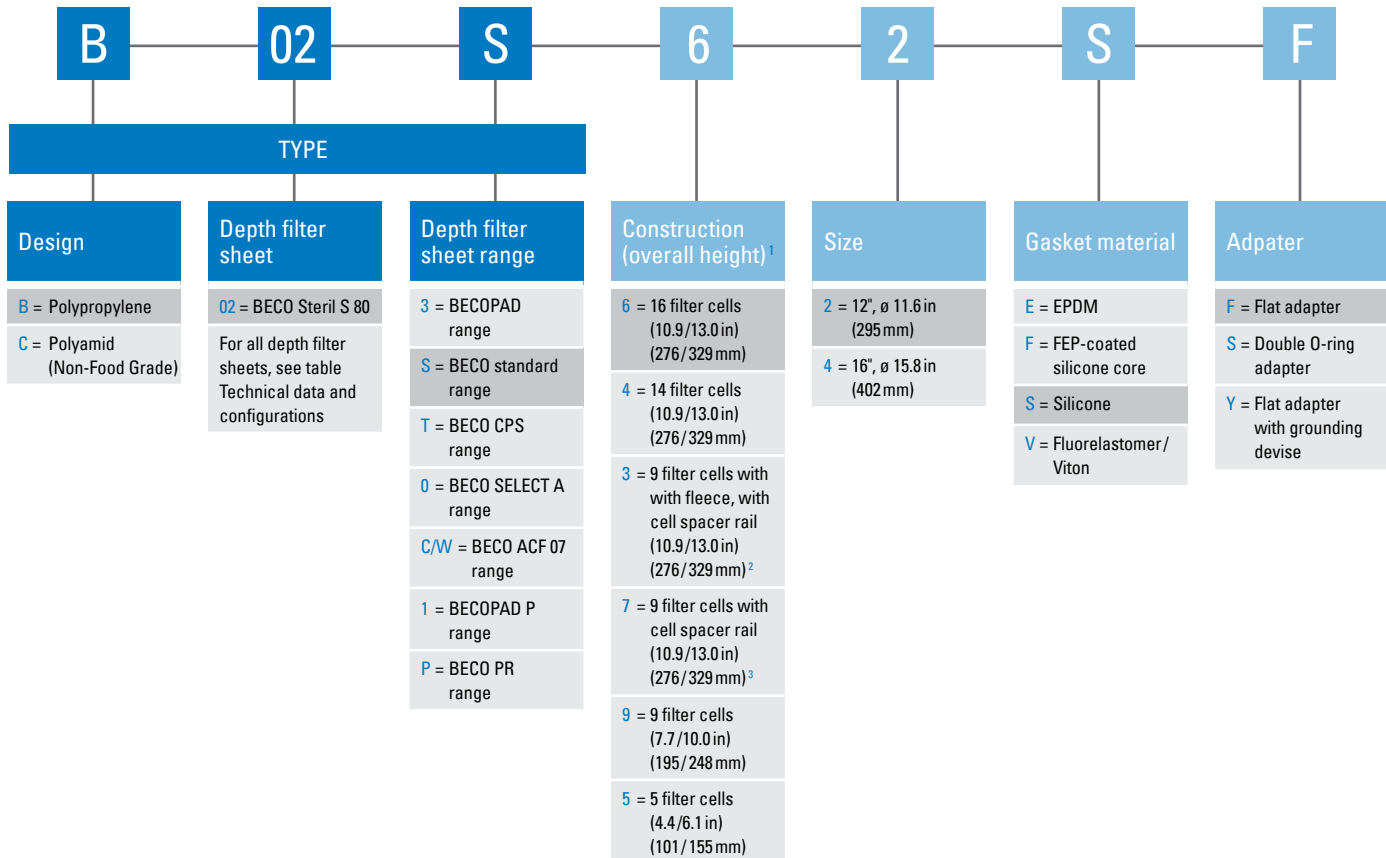 B
02
S
6
2
S
F
TYPE
Design
B = Polypropylene
C = Polyamid
(Non-Food Grade)
Depth filter
sheet
02 = BECO Steril S 80
For all depth filter
sheets, see table
Technical data and
configurations
Depth filter
sheet range
3 = BECOPAD
range
S = BECO standard
range
T = BECO CPS
range
0 = BECO SELECT A
range
C/W = BECO ACF 07
range
1 = BECOPAD P
range
P = BECO PR
range
Construction
(overall height) 1
6 = 16 filter cells
(10.9/13.0 in)
(276/329 mm)
4 = 14 filter cells
(10.9/13.0 in)
(276/329 mm)
3 = 9 filter cells with
with fleece, with
cell spacer rail
(10.9/13.0 in)
(276/329 mm) 2
7 = 9 filter cells with
cell spacer rail
(10.9/13.0 in)
(276/329 mm) 3
9 = 9 filter cells
(7.7/10.0 in)
(195/248 mm)
5 = 5 filter cells
(4.4/6.1 in)
(101/155 mm)
Size
2 = 12", ø 11.6 in
(295 mm)
4 = 16", ø 15.8 in
(402 mm)
Gasket material
E = EPDM
F = FEP-coated
silicone core
S = Silicone
V = Fluorelastomer/
Viton
Adpater
F = Flat adapter
S = Double O-ring
adapter
Y = Flat adapter
with grounding
devise